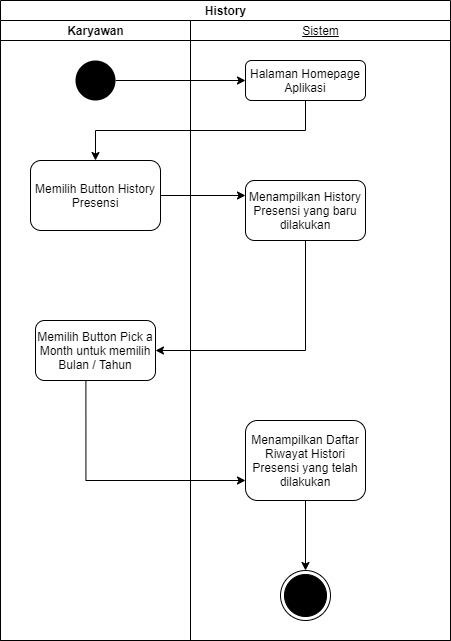 History
Karyawan
Sistem
Halaman Homepage
Aplikasi
Memilih Button History
Presensi
Menampilkan History
Presensi yang baru
dilakukan
Memilih Button Pick a
Month untuk memilih
Bulan / Tahun
Menampilkan Daftar
Riwayat Histori
Presensi yang telah
dilakukan